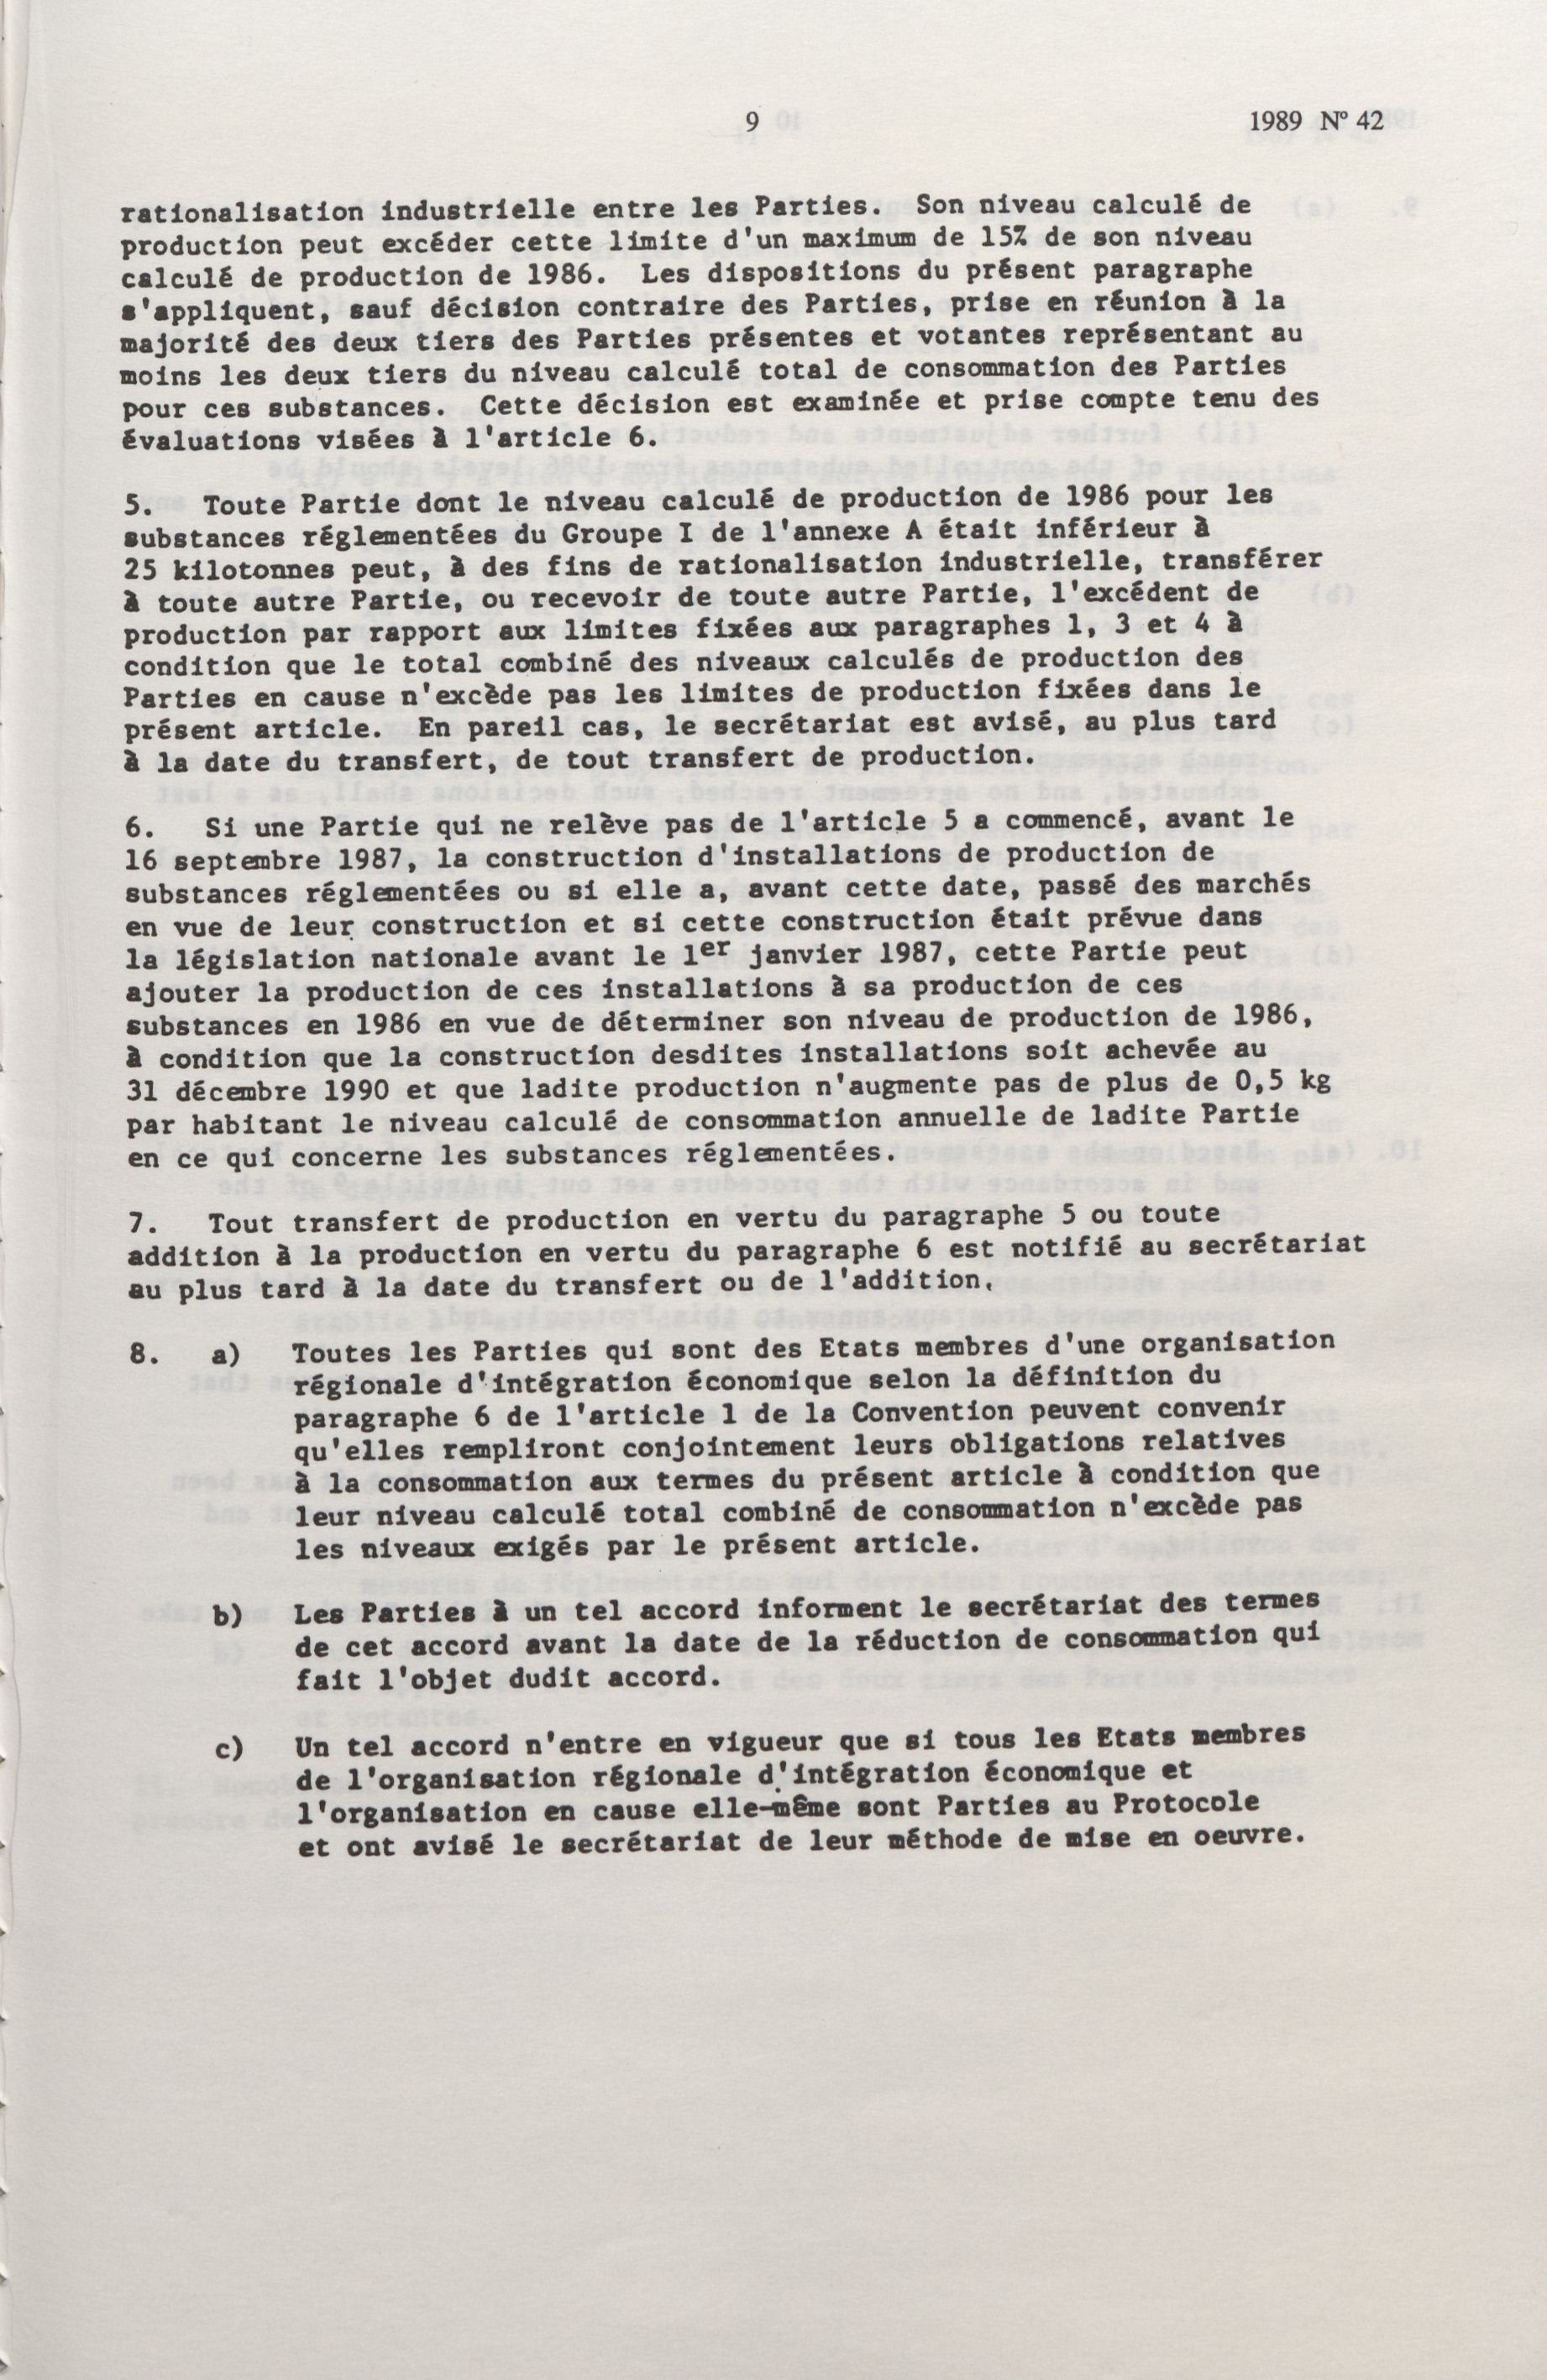 9
1989 Nº 42
rationalisation industrielle entre les Parties. Son niveau calculé de
production peut excéder cette limite d'un maximum de 15% de son niveau
calculé de production de 1986. Les dispositions du présent paragraphe
s'appliquent, sauf décision contraire des Parties, prise en réunion à la
majorité des deux tiers des Parties présentes et votantes représentant au
moins les deux tiers du niveau calculé total de consommation des Parties
pour ces substances. Cette décision est examinée et prise compte tenu des
évaluations visées à l'article 6.
5. Toute Partie dont le niveau calculé de production de 1986 pour les
substances réglementées du Groupe I de l'annexe A était inférieur à
25 kilotonnes peut, à des fins de rationalisation industrielle, transférer
à toute autre Partie, ou recevoir de toute autre Partie, l'excédent de
production par rapport aux limites fixées aux paragraphes 1, 3 et 4 à
condition que le total combiné des niveaux calculés de production des
Parties en cause n'excède pas les limites de production fixées dans le
présent article. En pareil cas, le secrétariat est avisé, au plus tard
à la date du transfert, de tout transfert de production.
6. Si une Partie qui ne relève pas de l'article 5 a commencé, avant le
16 septembre 1987, la construction d'installations de production de
substances réglementées ou si elle a, avant cette date, passé des marchés
en vue de leur construction et si cette construction était prévue dans
la législation nationale avant le 1er janvier 1987, cette Partie peut
ajouter la production de ces installations à sa production de ces
substances en 1986 en vue de déterminer son niveau de production de 1986,
à condition que la construction desdites installations soit achevée au
31 décembre 1990 et que ladite production n'augmente pas de plus de 0,5 kg
par habitant le niveau calculé de consommation annuelle de ladite Partie
en ce qui concerne les substances réglementées.
7. Tout transfert de production en vertu du paragraphe 5 ou toute
addition à la production en vertu du paragraphe 6 est notifié au secrétariat
au plus tard à la date du transfert ou de l'addition.
8. a) Toutes les Parties qui sont des Etats membres d'une organisation
régionale d'intégration économique selon la définition du
paragraphe 6 de l'article 1 de la Convention peuvent convenir
qu'elles rempliront conjointement leurs obligations relatives
à la consommation aux termes du présent article à condition que
leur niveau calculé total combiné de consommation n'excède pas
les niveaux exigés par le présent article.
b) Les Parties à un tel accord informent le secrétariat des termes
de cet accord avant la date de la réduction de consommation qui
fait l'objet dudit accord.
c) Un tel accord n'entre en vigueur que si tous les Etats membres
de l'organisation régionale d'intégration économique et
l'organisation en cause elle-même sont Parties au Protocole
et ont avisé le secrétariat de leur méthode de mise en oeuvre.